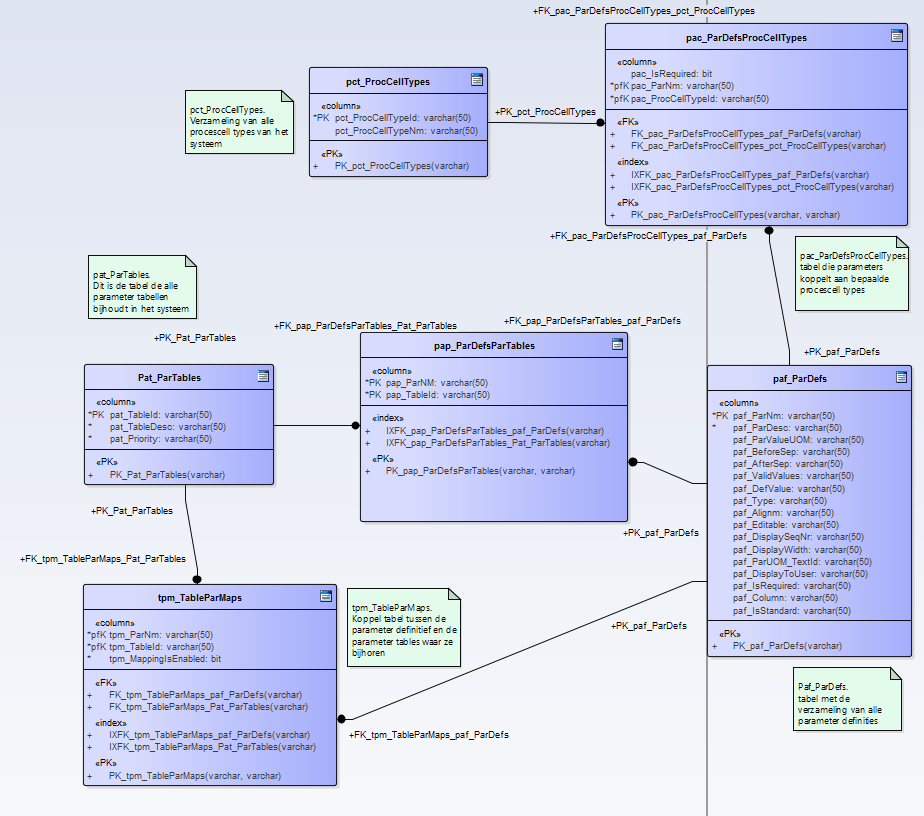 +FK_pac_ParDefsProcCellTypes_pct_ProcCellTypes
pac_ParDefsProcCellTypes
«column»
pac_IsRequired: bit
*pfK pac_ParNm: varchar(50)
*pfK pac_ProcCellTypeId: varchar(50)
«FK»
+ FK_pac_ParDefsProcCellTypes_paf_ParDefs(varchar)
+ FK_pac_ParDefsProcCellTypes_pct_ProcCellTypes(varchar)
«index»
+ IXFK_pac_ParDefsProcCellTypes_paf_ParDefs(varchar)
+ IXFK_pac_ParDefsProcCellTypes_pct_ProcCellTypes(varchar)
«PK»
+ PK_pac_ParDefsProcCellTypes(varchar, varchar)
pct_ProcCellTypes
«column»
*PK pct_ProcCellTypeId: varchar(50)
pct_ProcCellTypeNm: varchar(50)
«PK»
+ PK_pct_ProcCellTypes(varchar)
+PK_pct_ProcCellTypes
pct_ProcCellTypes.
Verzameling van alle
procescell types van het
systeem
+FK_pac_ParDefsProcCellTypes_paf_ParDefs
pac_ParDefsProcCellTypes.
tabel die parameters
koppelt aan bepaalde
procescell types
pat_ParTables.
Dit is de tabel de alle
parameter tabellen
bijhoudt in het systeem
+PK_Pat_ParTables
+FK_pap_ParDefsParTables_Pat_ParTables
+FK_pap_ParDefsParTables_paf_ParDefs
+PK_paf_ParDefs
pap_ParDefsParTables
«column»
*PK pap_ParNM: varchar(50)
*PK pap_TableId: varchar(50)
«index»
+ IXFK_pap_ParDefsParTables_paf_ParDefs(varchar)
+ IXFK_pap_ParDefsParTables_Pat_ParTables(varchar)
«PK»
+ PK_pap_ParDefsParTables(varchar, varchar)
Pat_ParTables
«column»
*PK pat_TableId: varchar(50)
* pat_TableDesc: varchar(50)
* pat_Priority: varchar(50)
«PK»
+ PK_Pat_ParTables(varchar)
paf_ParDefs
«column»
*PK paf_ParNm: varchar(50)
* paf_ParDesc: varchar(50)
paf_ParValueUOM: varchar(50)
paf_BeforeSep: varchar(50)
paf_AfterSep: varchar(50)
paf_ValidValues: varchar(50)
paf_DefValue: varchar(50)
paf_Type: varchar(50)
paf_Alignm: varchar(50)
paf_Editable: varchar(50)
paf_DisplaySeqNr: varchar(50)
paf_DisplayWidth: varchar(50)
paf_ParUOM_TextId: varchar(50)
paf_DisplayToUser: varchar(50)
paf_IsRequired: varchar(50)
paf_Column: varchar(50)
paf_IsStandard: varchar(50)
«PK»
+ PK_paf_ParDefs(varchar)
+PK_Pat_ParTables
+PK_paf_ParDefs
+FK_tpm_TableParMaps_Pat_ParTables
tpm_TableParMaps
«column»
*pfK tpm_ParNm: varchar(50)
*pfK tpm_TableId: varchar(50)
* tpm_MappingIsEnabled: bit
«FK»
+ FK_tpm_TableParMaps_paf_ParDefs(varchar)
+ FK_tpm_TableParMaps_Pat_ParTables(varchar)
«index»
+ IXFK_tpm_TableParMaps_paf_ParDefs(varchar)
+ IXFK_tpm_TableParMaps_Pat_ParTables(varchar)
«PK»
+ PK_tpm_TableParMaps(varchar, varchar)
tpm_TableParMaps.
Koppel tabel tussen de
parameter definitief en de
parameter tables waar ze
bijhoren
+PK_paf_ParDefs
+FK_tpm_TableParMaps_paf_ParDefs
Paf_ParDefs.
tabel met de
verzameling van alle
parameter definities